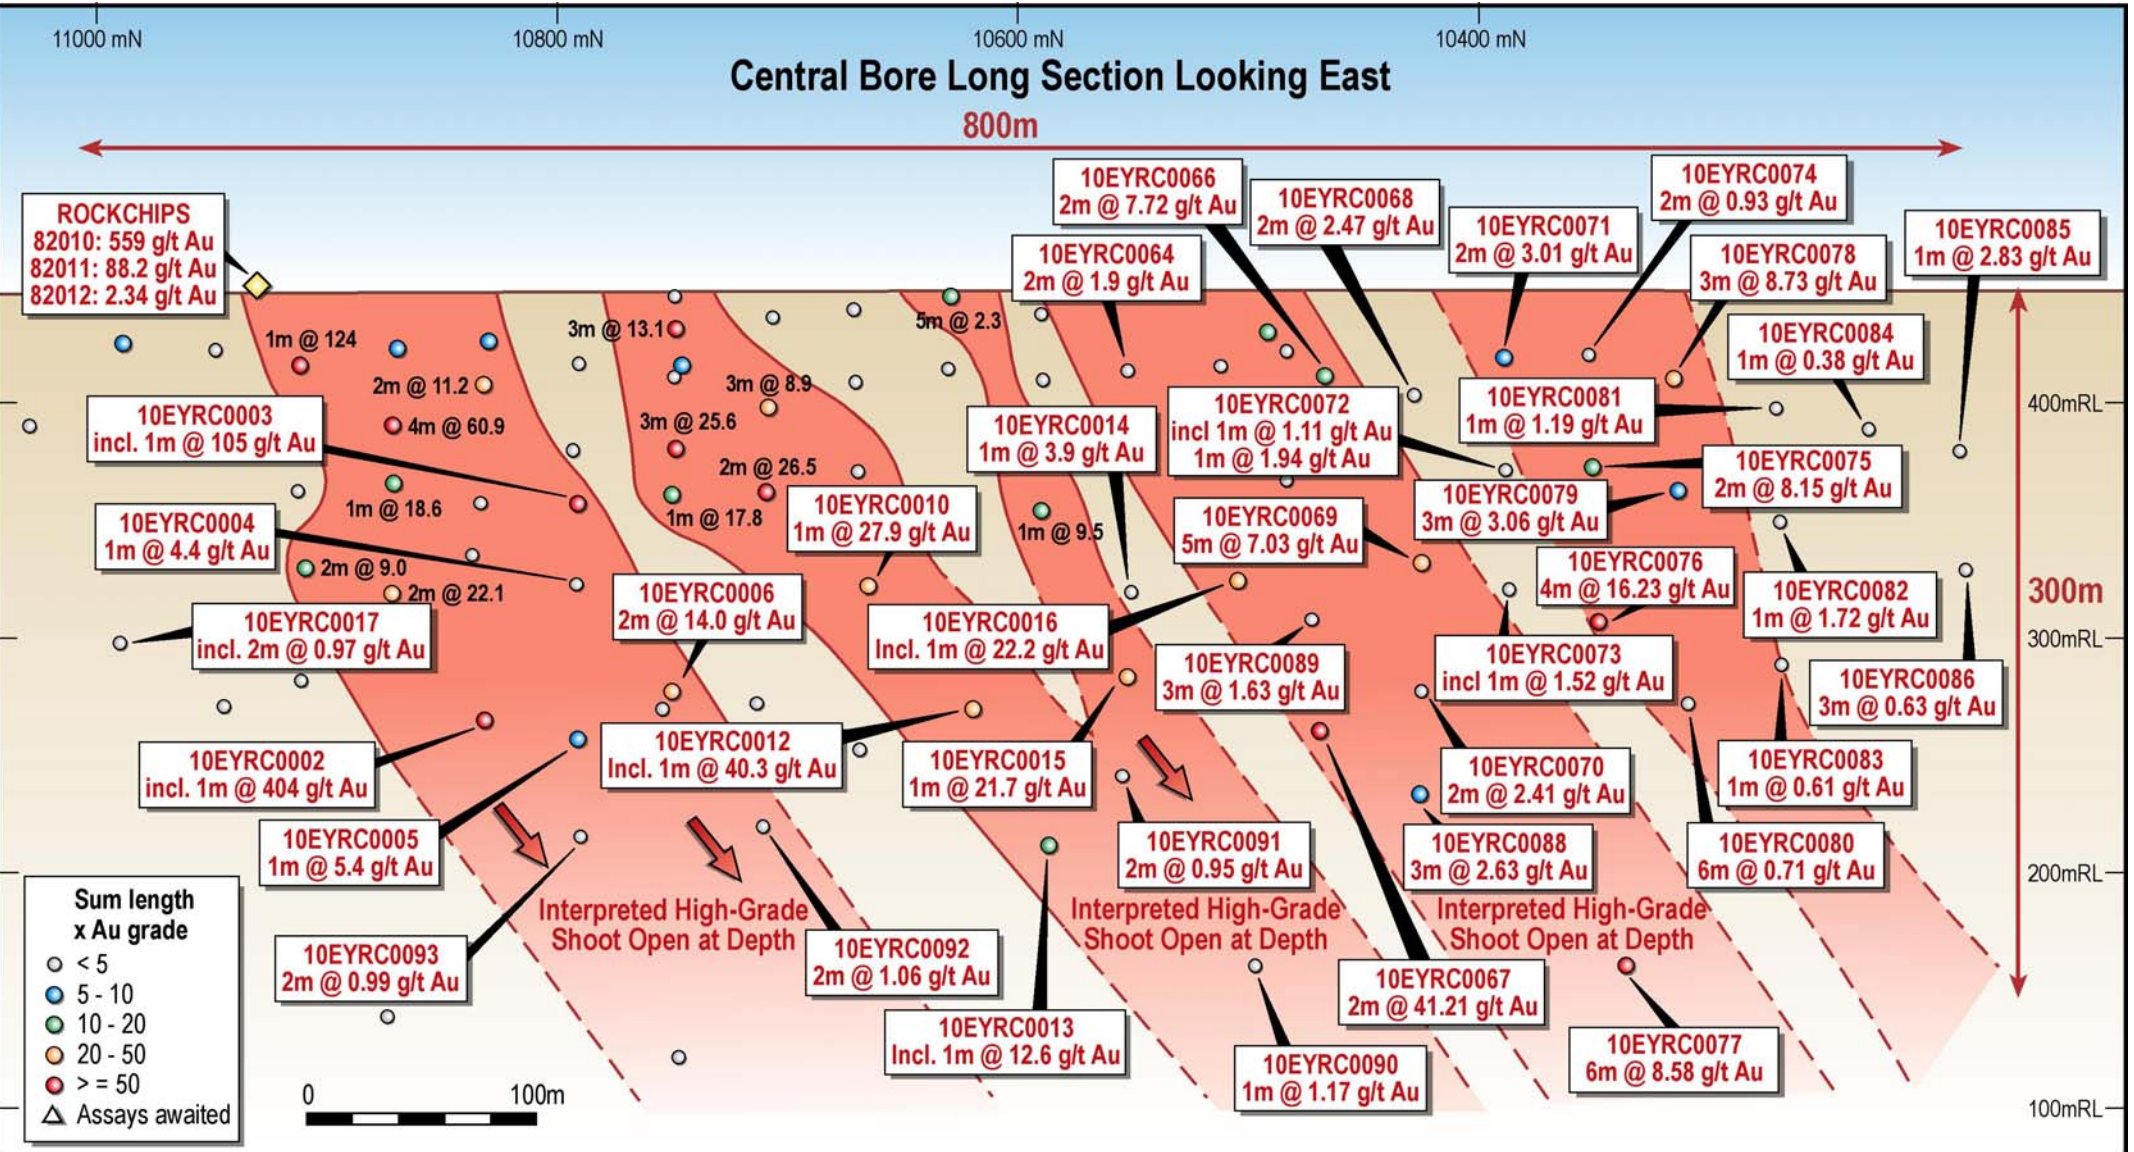 11000 mN
10800 mN
10600 mN
10400 mN
Central Bore Long Section Looking East
800m
ROCKCHIPS
82010: 559 g/t Au
82011: 88.2 g/t Au
82012: 2.34 g/t Au
10EYRC0066
2m @ 7.72 g/t Au
10EYRC0068
2m @ 2.47 g/t Au
10EYRC0074
2m @ 0.93 g/t Au
10EYRC0071
2m @ 3.01 g/t Au
10EYRC0085
1m @ 2.83 g/t Au
10EYRC0064
2m @ 1.9 g/t Au
10EYRC0078
3m @ 8.73 g/t Au
1m @ 124
3m @ 13.1
5m @ 2.3
10EYRC0084
1m @ 0.38 g/t Au
2m @ 11.2
3m @ 8.9
10EYRC0003
incl. 1m @ 105 g/t Au
4m @ 60.9
3m @ 25.6
10EYRC0014
1m @ 3.9 g/t Au
10EYRC0072
incl 1m @ 1.11 g/t Au
1m @ 1.94 g/t Au
10EYRC0081
1m @ 1.19 g/t Au
400mRL
2m @ 26.5
10EYRC0075
2m @ 8.15 g/t Au
1m @ 18.6
1m @ 17.8
10EYRC0010
1m @ 27.9 g/t Au
1m @ 9.5
10EYRC0079
3m @ 3.06 g/t Au
10EYRC0004
1m @ 4.4 g/t Au
10EYRC0069
5m @ 7.03 g/t Au
2m @ 9.0
2m @ 22.1
10EYRC0076
4m @ 16.23 g/t Au
10EYRC0082
1m @ 1.72 g/t Au
300m
10EYRC0006
2m @ 14.0 g/t Au
10EYRC0017
incl. 2m @ 0.97 g/t Au
10EYRC0016
Incl. 1m @ 22.2 g/t Au
300mRL
10EYRC0089
3m @ 1.63 g/t Au
10EYRC0073
incl 1m @ 1.52 g/t Au
10EYRC0086
3m @ 0.63 g/t Au
10EYRC0002
incl. 1m @ 404 g/t Au
10EYRC0012
Incl. 1m @ 40.3 g/t Au
10EYRC0015
1m @ 21.7 g/t Au
10EYRC0070
2m @ 2.41 g/t Au
10EYRC0083
1m @ 0.61 g/t Au
10EYRC0005
1m @ 5.4 g/t Au
10EYRC0091
2m @ 0.95 g/t Au
10EYRC0088
3m @ 2.63 g/t Au
10EYRC0080
6m @ 0.71 g/t Au
200mRL
Interpreted High-Grade
Shoot Open at Depth
Interpreted High-Grade
Shoot Open at Depth
Interpreted High-Grade
Shoot Open at Depth
10EYRC0093
2m @ 0.99 g/t Au
10EYRC0092
2m @ 1.06 g/t Au
10EYRC0067
2m @ 41.21 g/t Au
10EYRC0013
Incl. 1m @ 12.6 g/t Au
10EYRC0090
1m @ 1.17 g/t Au
10EYRC0077
6m @ 8.58 g/t Au
100mRL
Sum length
x Au grade
< 5
5 - 10
10 - 20
20 - 50
> = 50
Assays awaited
0
100m